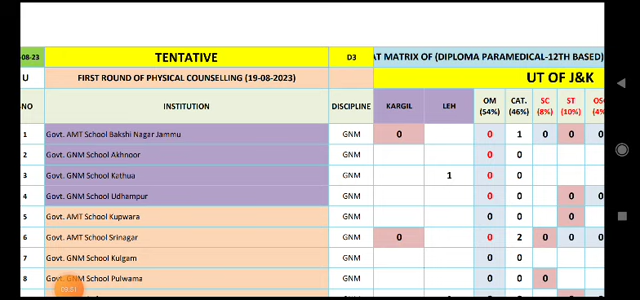 -08-23 TENTATIVE D3 AT MATRIX OF (DIPLOMA PARAMEDICAL-12TH BASED)
U FIRST ROUND OF PHYSICAL COUNSELLING (19-08-2023) UT OF J&K
NO INSTITUTION DISCIPLINE KARGIL LEH OM (54%) CAT. (46%) SC (8%) ST (10%) OSC (4%
1 Govt. AMT School Bakshi Nagar Jammu GNM 0 0 1 0 0 0
2 Govt. GNM School Akhnoor GNM 0 0
3 Govt. GNM School Kathua GNM 1 0 0
4 Govt. GNM School Udhampur GNM 0 0 0 0
5 Govt. AMT School Kupwara GNM 0 0 0
6 Govt. AMT School Srinagar GNM 0 0 2 0 0 0
7 Govt. GNM School Kulgam GNM 0 0
8 Govt. GNM School Pulwama GNM 0 0 0